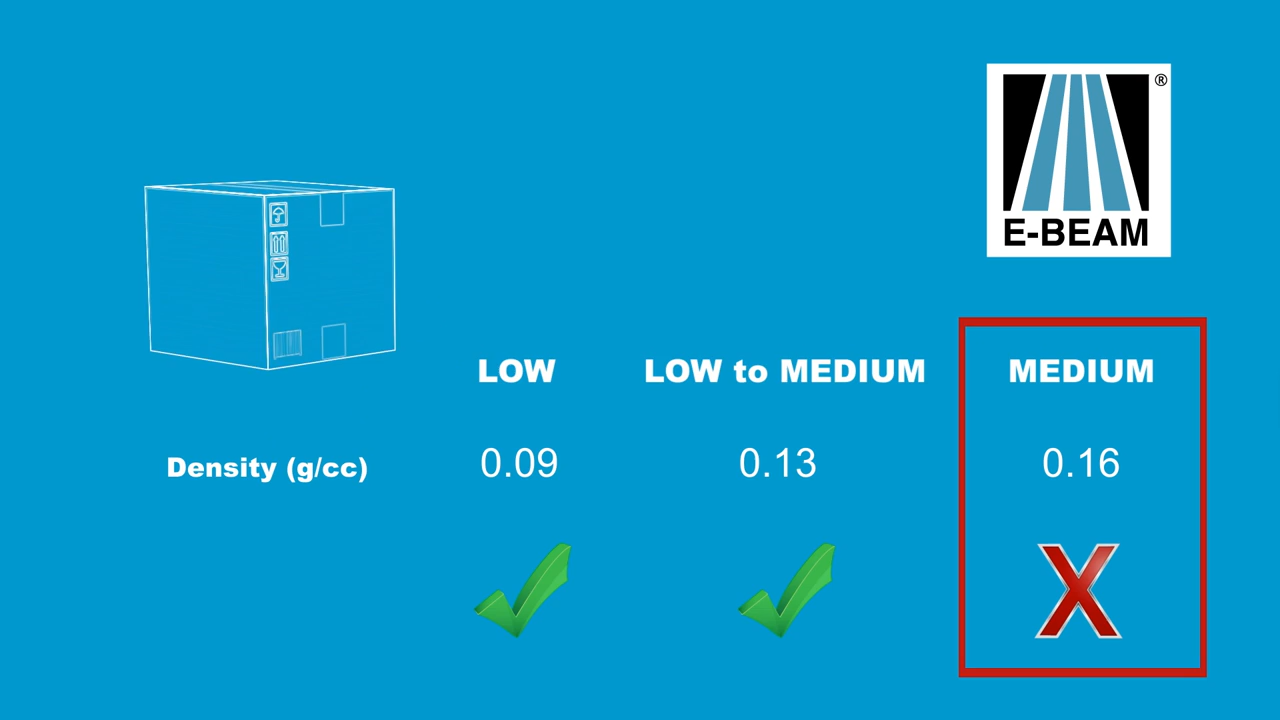 ®
E-BEAM
LOW LOW to MEDIUM MEDIUM
Density (g/cc) 0.09 0.13 0.16
X